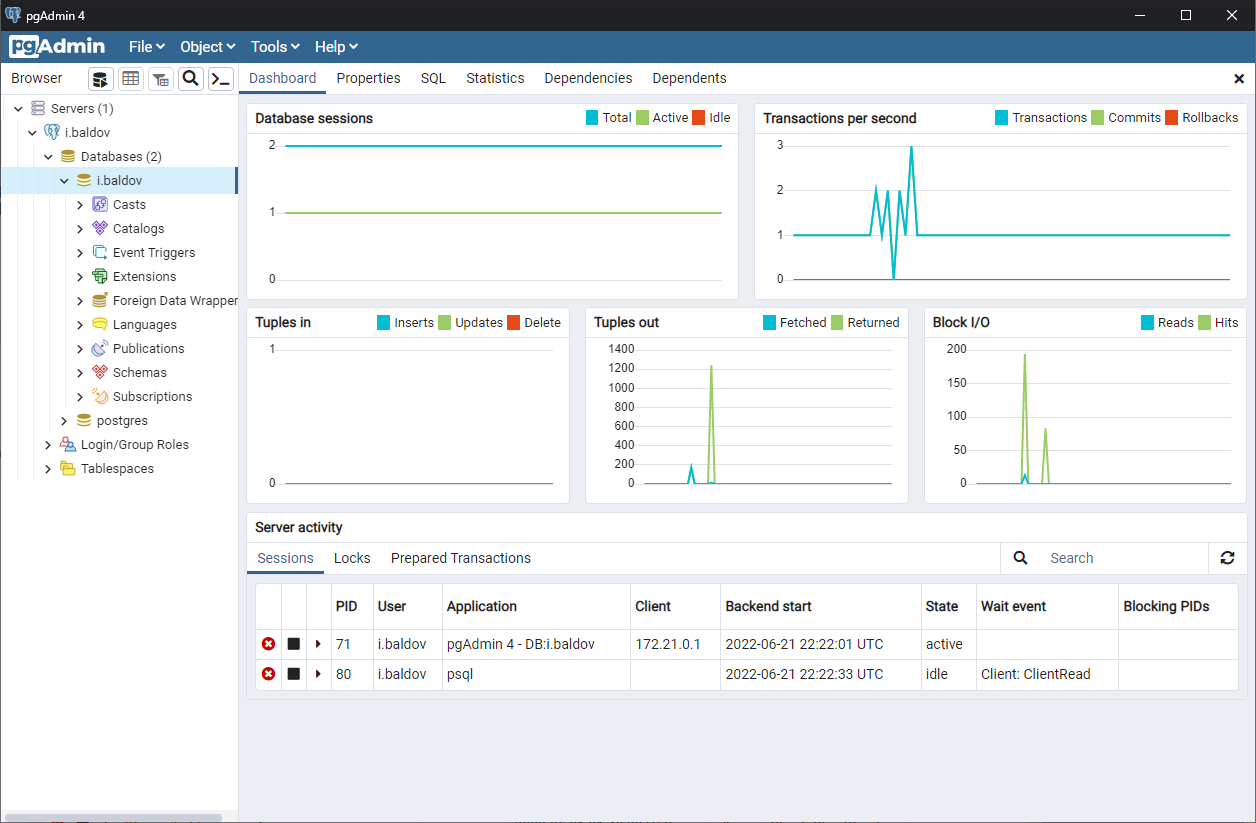 pgAdmin 4
pgAdmin File Object Tools Help
Browser
Dashboard Properties SQL Statistics Dependencies Dependents
Servers (1)
i.baldov
Databases (2)
i.baldov
Casts
Catalogs
Event Triggers
Extensions
Foreign Data Wrapper
Languages
Publications
Schemas
Subscriptions
postgres
Login/Group Roles
Tablespaces
Database sessions Total Active Idle
2
1
0
Transactions per second Transactions Commits Rollbacks
3
2
1
0
Tuples in Inserts Updates Delete
1
0
Tuples out Fetched Returned
1400
1200
1000
800
600
400
200
0
Block I/O Reads Hits
200
150
100
50
0
Server activity
Sessions Locks Prepared Transactions Search
PID User Application Client Backend start State Wait event Blocking PIDs
71 i.baldov pgAdmin 4 - DB:i.baldov 172.21.0.1 2022-06-21 22:22:01 UTC active
80 i.baldov psql 2022-06-21 22:22:33 UTC idle Client: ClientRead